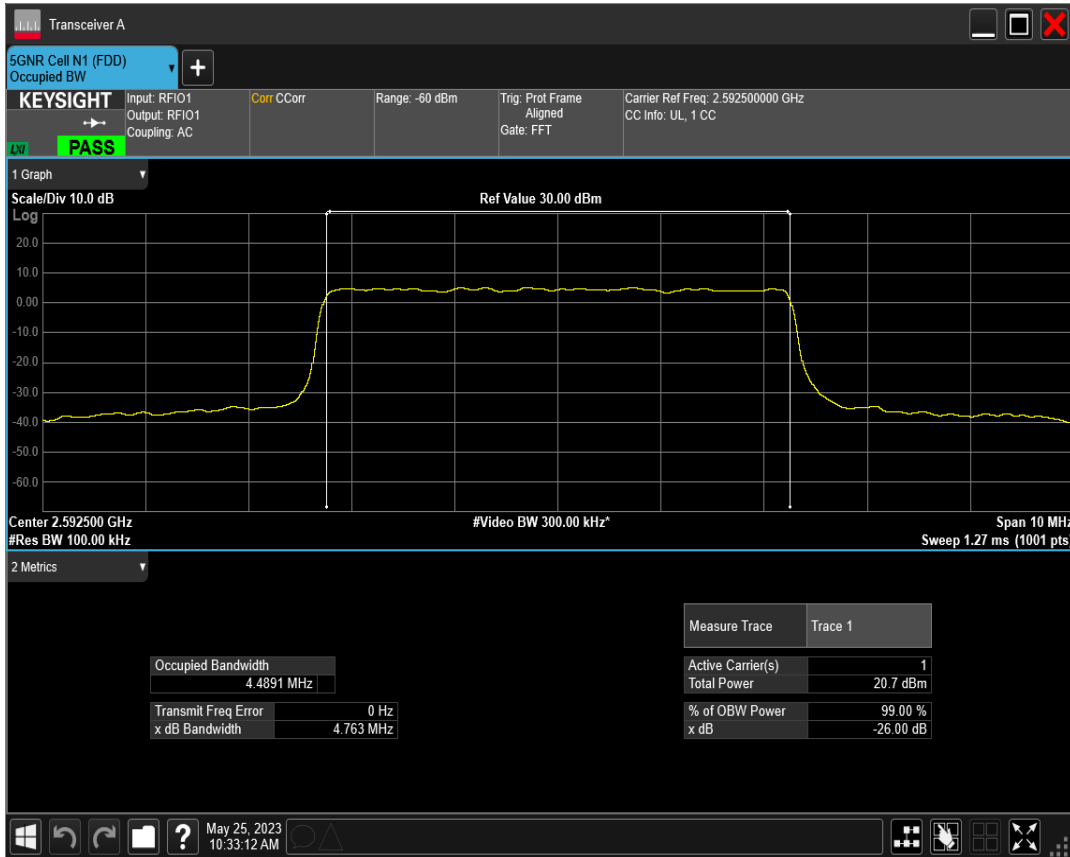 Transceiver A
5GNR Cell N1 (FDD)
Occupied BW
+
KEYSIGHT
LXI
PASS
Input: RFIO1
Output: RFIO1
Coupling: AC
Corr CCorr
Range: -60 dBm
Trig: Prot Frame
Aligned
Gate: FFT
Carrier Ref Freq: 2.592500000 GHz
CC Info: UL, 1 CC
1 Graph
Scale/Div 10.0 dB
Ref Value 30.00 dBm
Log
20.0
10.0
0.00
-10.0
-20.0
-30.0
-40.0
-50.0
-60.0
Center 2.592500 GHz
#Video BW 300.00 kHz*
Span 10 MHz
#Res BW 100.00 kHz
Sweep 1.27 ms (1001 pts)
2 Metrics
Measure Trace Trace 1
Occupied Bandwidth
4.4891 MHz
Active Carrier(s) 1
Total Power 20.7 dBm
Transmit Freq Error 0 Hz
x dB Bandwidth 4.763 MHz
% of OBW Power 99.00 %
x dB -26.00 dB
?
May 25, 2023
10:33:12 AM